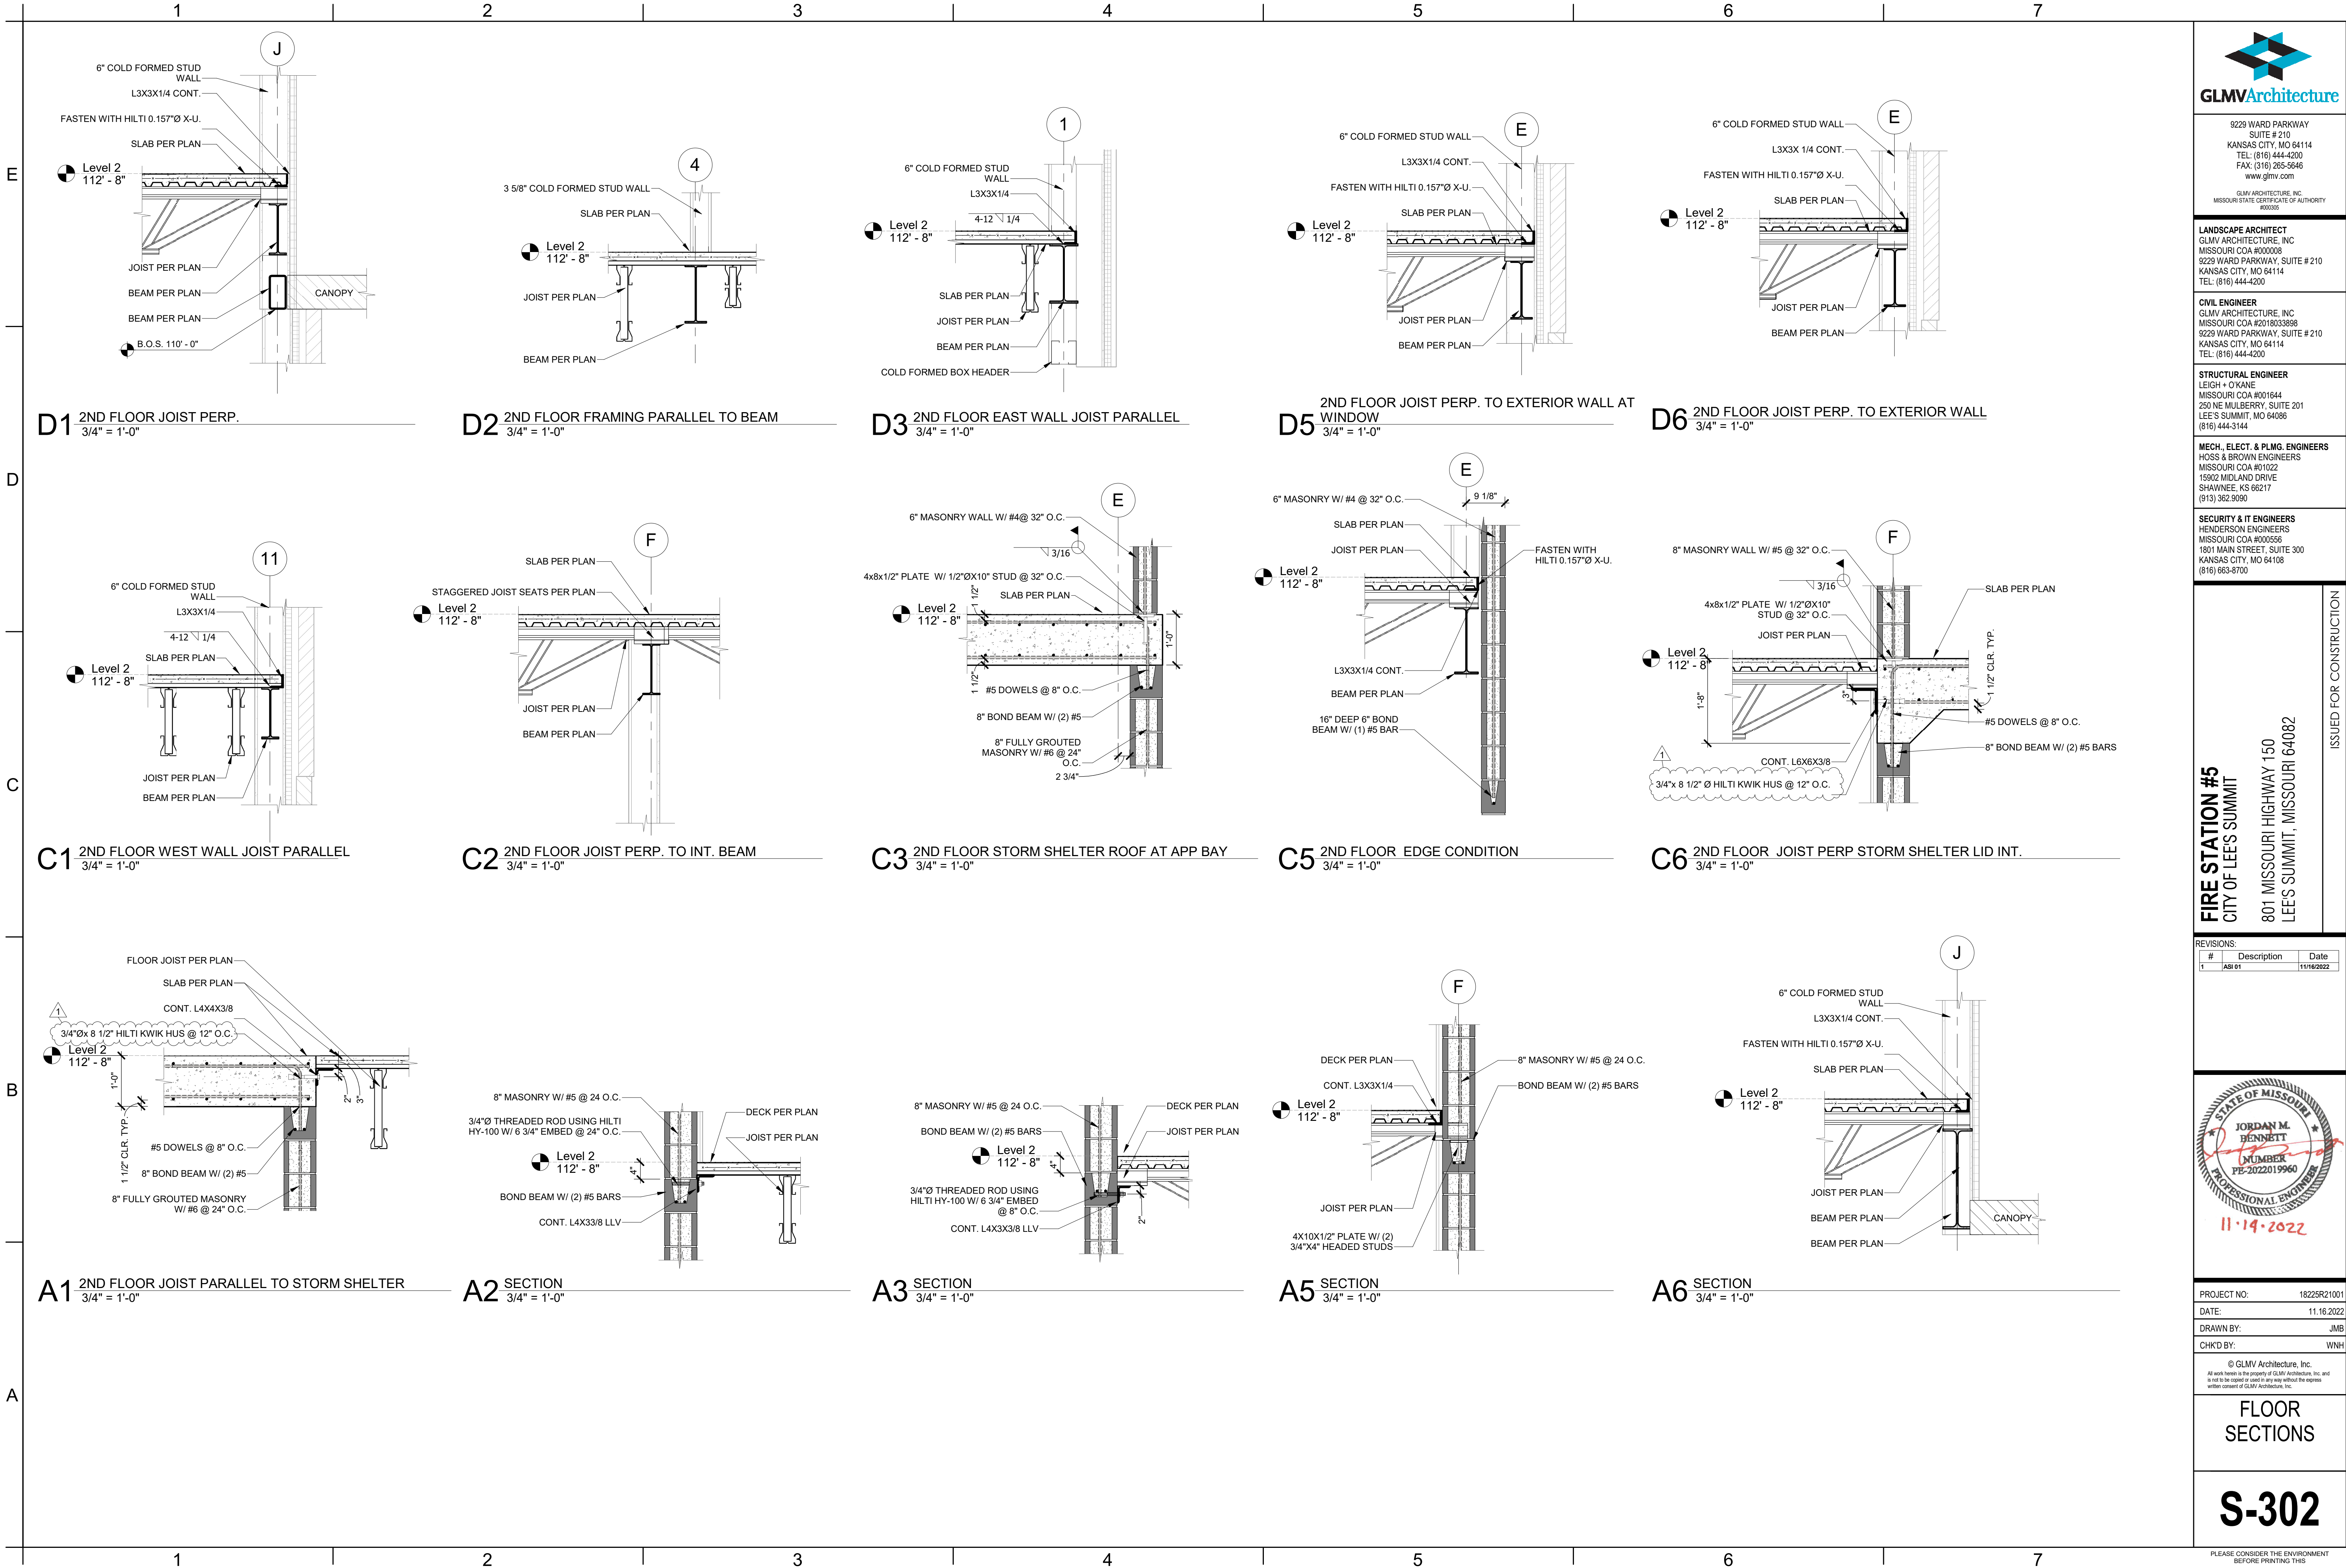 1 2 3 4 5 6 7
E
D
C
B
A
J
6" COLD FORMED STUD
WALL
L3X3X1/4 CONT.
FASTEN WITH HILTI 0.157"Ø X-U.
SLAB PER PLAN
Level 2
112' - 8"
JOIST PER PLAN
BEAM PER PLAN
CANOPY
BEAM PER PLAN
B.O.S. 110' - 0"
D1 2ND FLOOR JOIST PERP.
3/4" = 1'-0"
4
3 5/8" COLD FORMED STUD WALL
SLAB PER PLAN
Level 2
112' - 8"
JOIST PER PLAN
BEAM PER PLAN
D2 2ND FLOOR FRAMING PARALLEL TO BEAM
3/4" = 1'-0"
1
6" COLD FORMED STUD
WALL
L3X3X1/4
4-12 1/4
Level 2
112' - 8"
SLAB PER PLAN
JOIST PER PLAN
BEAM PER PLAN
COLD FORMED BOX HEADER
D3 2ND FLOOR EAST WALL JOIST PARALLEL
3/4" = 1'-0"
E
6" COLD FORMED STUD WALL
L3X3X1/4 CONT.
FASTEN WITH HILTI 0.157"Ø X-U.
SLAB PER PLAN
Level 2
112' - 8"
JOIST PER PLAN
BEAM PER PLAN
D5 2ND FLOOR JOIST PERP. TO EXTERIOR WALL AT
WINDOW
3/4" = 1'-0"
E
6" COLD FORMED STUD WALL
L3X3X 1/4 CONT.
FASTEN WITH HILTI 0.157"Ø X-U.
SLAB PER PLAN
Level 2
112' - 8"
JOIST PER PLAN
BEAM PER PLAN
D6 2ND FLOOR JOIST PERP. TO EXTERIOR WALL
3/4" = 1'-0"
11
6" COLD FORMED STUD
WALL
L3X3X1/4
4-12 1/4
SLAB PER PLAN
Level 2
112' - 8"
JOIST PER PLAN
BEAM PER PLAN
C1 2ND FLOOR WEST WALL JOIST PARALLEL
3/4" = 1'-0"
F
SLAB PER PLAN
STAGGERED JOIST SEATS PER PLAN
Level 2
112' - 8"
JOIST PER PLAN
BEAM PER PLAN
C2 2ND FLOOR JOIST PERP. TO INT. BEAM
3/4" = 1'-0"
E
6" MASONRY WALL W/ #4@ 32" O.C.
3/16
4x8x1/2" PLATE W/ 1/2"ØX10" STUD @ 32" O.C.
1 1/2"
SLAB PER PLAN
Level 2
112' - 8"
1'-0"
1 1/2"
#5 DOWELS @ 8" O.C.
8" BOND BEAM W/ (2) #5
8" FULLY GROUTED
MASONRY W/ #6 @ 24"
O.C.
2 3/4"
C3 2ND FLOOR STORM SHELTER ROOF AT APP BAY
3/4" = 1'-0"
E
9 1/8"
6" MASONRY W/ #4 @ 32" O.C.
SLAB PER PLAN
JOIST PER PLAN
FASTEN WITH
HILTI 0.157"Ø X-U.
Level 2
112' - 8"
L3X3X1/4 CONT.
BEAM PER PLAN
16" DEEP 6" BOND
BEAM W/ (1) #5 BAR
C5 2ND FLOOR EDGE CONDITION
3/4" = 1'-0"
F
8" MASONRY WALL W/ #5 @ 32" O.C.
3/16
SLAB PER PLAN
4x8x1/2" PLATE W/ 1/2"ØX10"
STUD @ 32" O.C.
JOIST PER PLAN
Level 2
112' - 8"
1'-8"
3"
1 1/2" CLR. TYP.
#5 DOWELS @ 8" O.C.
8" BOND BEAM W/ (2) #5 BARS
1
CONT. L6X6X3/8
3/4"x 8 1/2" Ø HILTI KWIK HUS @ 12" O.C.
C6 2ND FLOOR JOIST PERP STORM SHELTER LID INT.
3/4" = 1'-0"
FLOOR JOIST PER PLAN
SLAB PER PLAN
CONT. L4X4X3/8
1
3/4"Øx 8 1/2" HILTI KWIK HUS @ 12" O.C.
Level 2
112' - 8"
1'-0"
2"
3"
1 1/2" CLR. TYP.
#5 DOWELS @ 8" O.C.
8" BOND BEAM W/ (2) #5
8" FULLY GROUTED MASONRY
W/ #6 @ 24" O.C.
A1 2ND FLOOR JOIST PARALLEL TO STORM SHELTER
3/4" = 1'-0"
8" MASONRY W/ #5 @ 24 O.C.
3/4"Ø THREADED ROD USING HILTI
HY-100 W/ 6 3/4" EMBED @ 24" O.C.
DECK PER PLAN
JOIST PER PLAN
Level 2
112' - 8"
4"
BOND BEAM W/ (2) #5 BARS
CONT. L4X33/8 LLV
A2 SECTION
3/4" = 1'-0"
8" MASONRY W/ #5 @ 24 O.C.
BOND BEAM W/ (2) #5 BARS
DECK PER PLAN
JOIST PER PLAN
Level 2
112' - 8"
4"
3/4"Ø THREADED ROD USING
HILTI HY-100 W/ 6 3/4" EMBED
@ 8" O.C.
CONT. L4X3X3/8 LLV
2"
A3 SECTION
3/4" = 1'-0"
F
DECK PER PLAN
CONT. L3X3X1/4
8" MASONRY W/ #5 @ 24 O.C.
BOND BEAM W/ (2) #5 BARS
Level 2
112' - 8"
JOIST PER PLAN
4X10X1/2" PLATE W/ (2)
3/4"X4" HEADED STUDS
A5 SECTION
3/4" = 1'-0"
J
6" COLD FORMED STUD
WALL
L3X3X1/4 CONT.
FASTEN WITH HILTI 0.157"Ø X-U.
SLAB PER PLAN
Level 2
112' - 8"
JOIST PER PLAN
BEAM PER PLAN
CANOPY
BEAM PER PLAN
A6 SECTION
3/4" = 1'-0"
1 2 3 4 5 6 7
GLMVArchitecture
9229 WARD PARKWAY
SUITE # 210
KANSAS CITY, MO 64114
TEL: (816) 444-4200
FAX: (316) 265-5646
www.glmv.com
GLMV ARCHITECTURE, INC.
MISSOURI STATE CERTIFICATE OF AUTHORITY
#000305
LANDSCAPE ARCHITECT
GLMV ARCHITECTURE, INC
MISSOURI COA #000008
9229 WARD PARKWAY, SUITE # 210
KANSAS CITY, MO 64114
TEL: (816) 444-4200
CIVIL ENGINEER
GLMV ARCHITECTURE, INC
MISSOURI COA #2018033898
9229 WARD PARKWAY, SUITE # 210
KANSAS CITY, MO 64114
TEL: (816) 444-4200
STRUCTURAL ENGINEER
LEIGH + O'KANE
MISSOURI COA #001644
250 NE MULBERRY, SUITE 201
LEE'S SUMMIT, MO 64086
(816) 444-3144
MECH., ELECT. & PLMG. ENGINEERS
HOSS & BROWN ENGINEERS
MISSOURI COA #01022
15902 MIDLAND DRIVE
SHAWNEE, KS 66217
(913) 362.9090
SECURITY & IT ENGINEERS
HENDERSON ENGINEERS
MISSOURI COA #000556
1801 MAIN STREET, SUITE 300
KANSAS CITY, MO 64108
(816) 663-8700
FIRE STATION #5
CITY OF LEE'S SUMMIT
801 MISSOURI HIGHWAY 150
LEE'S SUMMIT, MISSOURI 64082
ISSUED FOR CONSTRUCTION
REVISIONS:
# Description Date
1 ASI 01 11/16/2022
STATE OF MISSOURI
JORDAN M.
BENNETT
NUMBER
PE-2022019960
PROFESSIONAL ENGINEER
11-19-2022
PROJECT NO: 18225R21001
DATE: 11.16.2022
DRAWN BY: JMB
CHK'D BY: WNH
© GLMV Architecture, Inc.
All work herein is the property of GLMV Architecture, Inc. and
is not to be copied or used in any way without the express
written consent of GLMV Architecture, Inc.
FLOOR
SECTIONS
S-302
PLEASE CONSIDER THE ENVIRONMENT
BEFORE PRINTING THIS